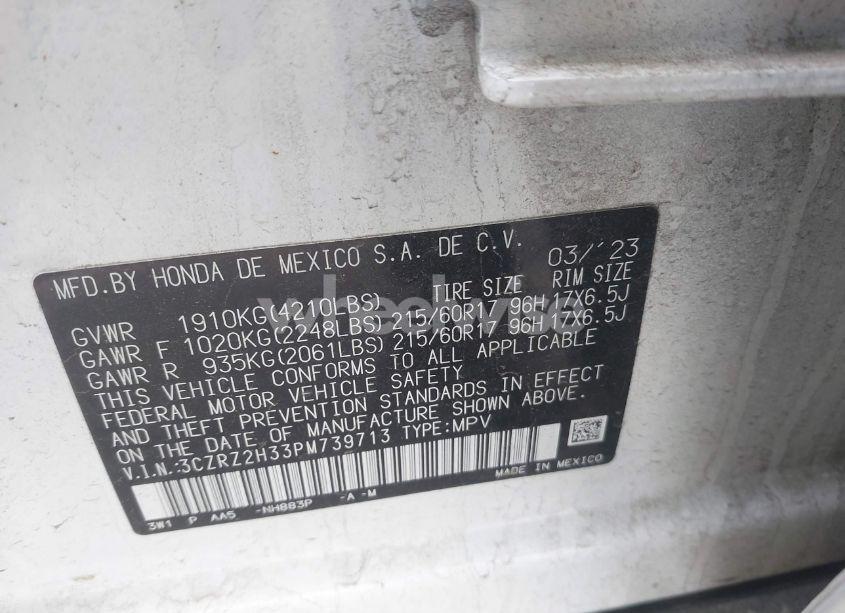 MFD.BY HONDA DE MEXICO S.A. DE C.V. 03/'23
TIRE SIZE RIM SIZE
GVWR 1910KG(4210LBS)
GAWR F 1020KG(2248LBS) 215/60R17 96H 17X6.5J
GAWR R 935KG(2061LBS) 215/60R17 96H 17X6.5J
THIS VEHICLE CONFORMS TO ALL APPLICABLE
FEDERAL MOTOR VEHICLE SAFETY
AND THEFT PREVENTION STANDARDS IN EFFECT
ON THE DATE OF MANUFACTURE SHOWN ABOVE.
V.I.N.:3CZRZ2H33PM739713 TYPE:MPV
MADE IN MEXICO
3W1 P AA5 -NH883P -A -M